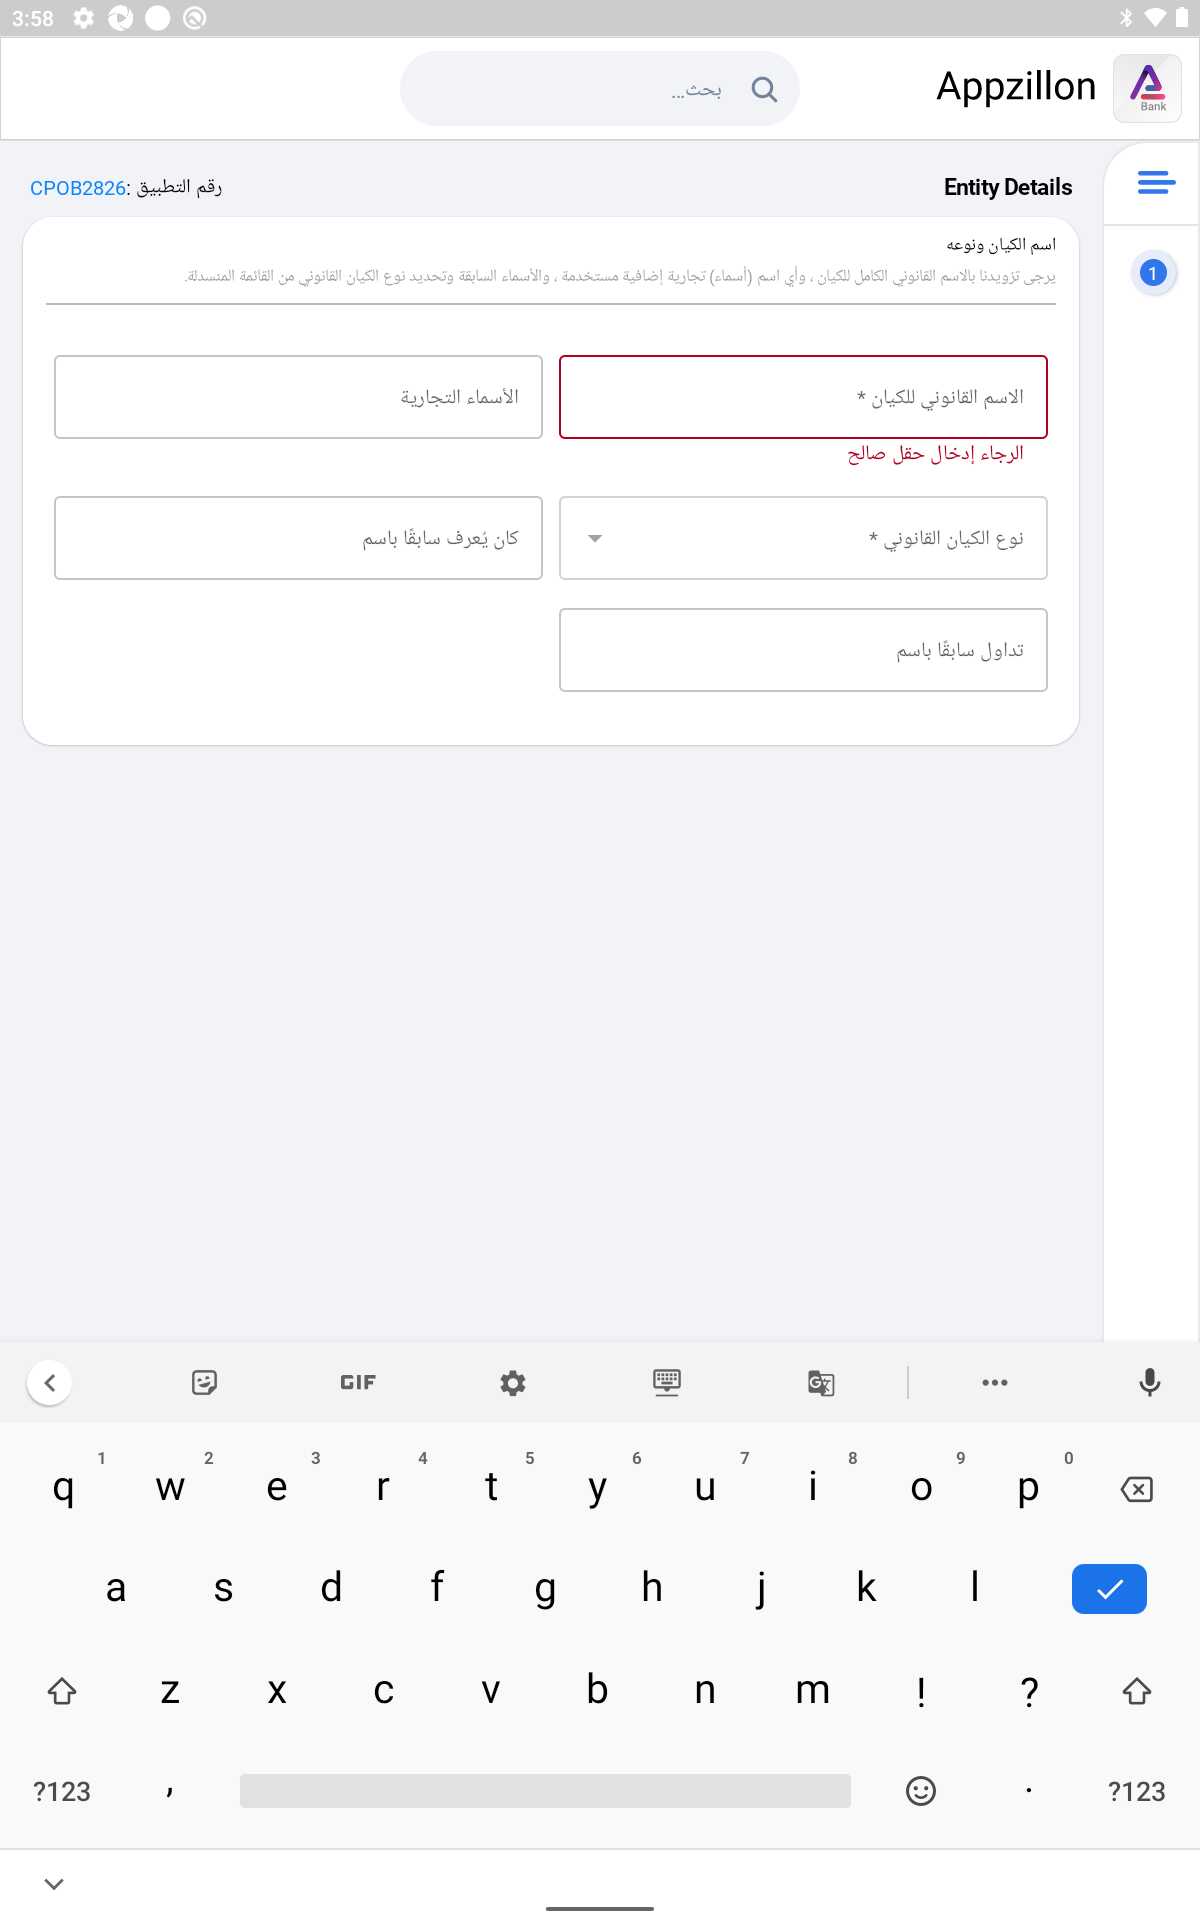 3:58
Appzillon
Bank
بحث...
Entity Details
رقم التطبيق :CPOB2826
1
اسم الكيان ونوعه
يرجى تزويدنا بالاسم القانوني الكامل للكيان ، وأي اسم (أسماء) تجارية إضافية مستخدمة ، والأسماء السابقة وتحديد نوع الكيان القانوني من القائمة المنسدلة.
الاسم القانوني للكيان *
الأسماء التجارية
الرجاء إدخال حقل صالح
نوع الكيان القانوني *
كان يُعرف سابقًا باسم
تداول سابقًا باسم
GIF
1 2 3 4 5 6 7 8 9 0
q w e r t y u i o p
a s d f g h j k l
z x c v b n m ! ?
?123 , . ?123